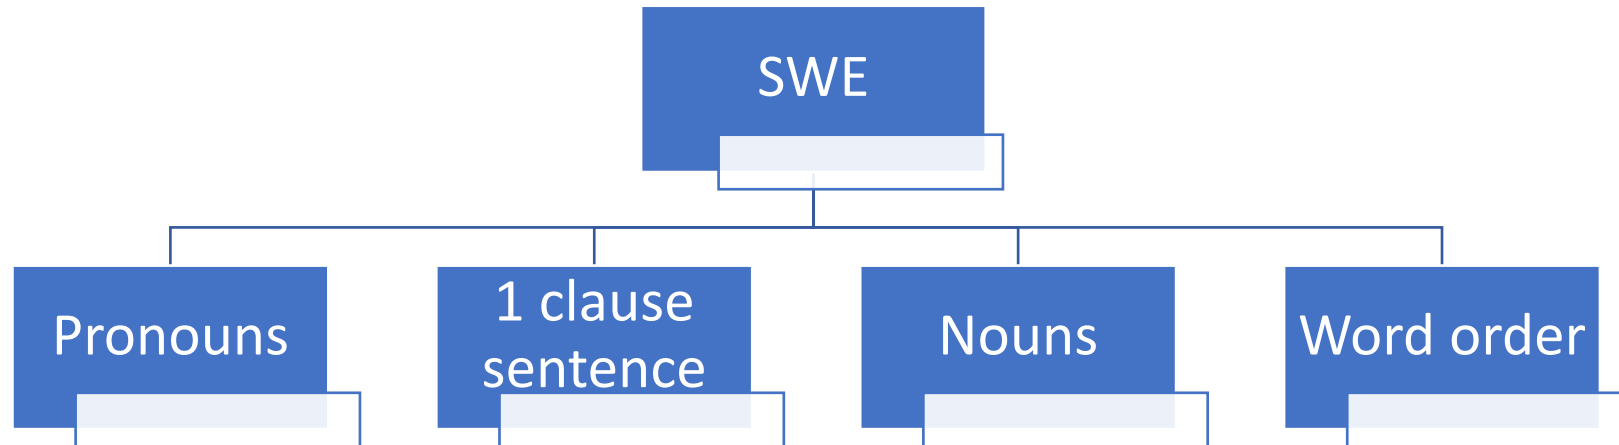 SWE
Pronouns
1 clause
sentence
Nouns
Word order